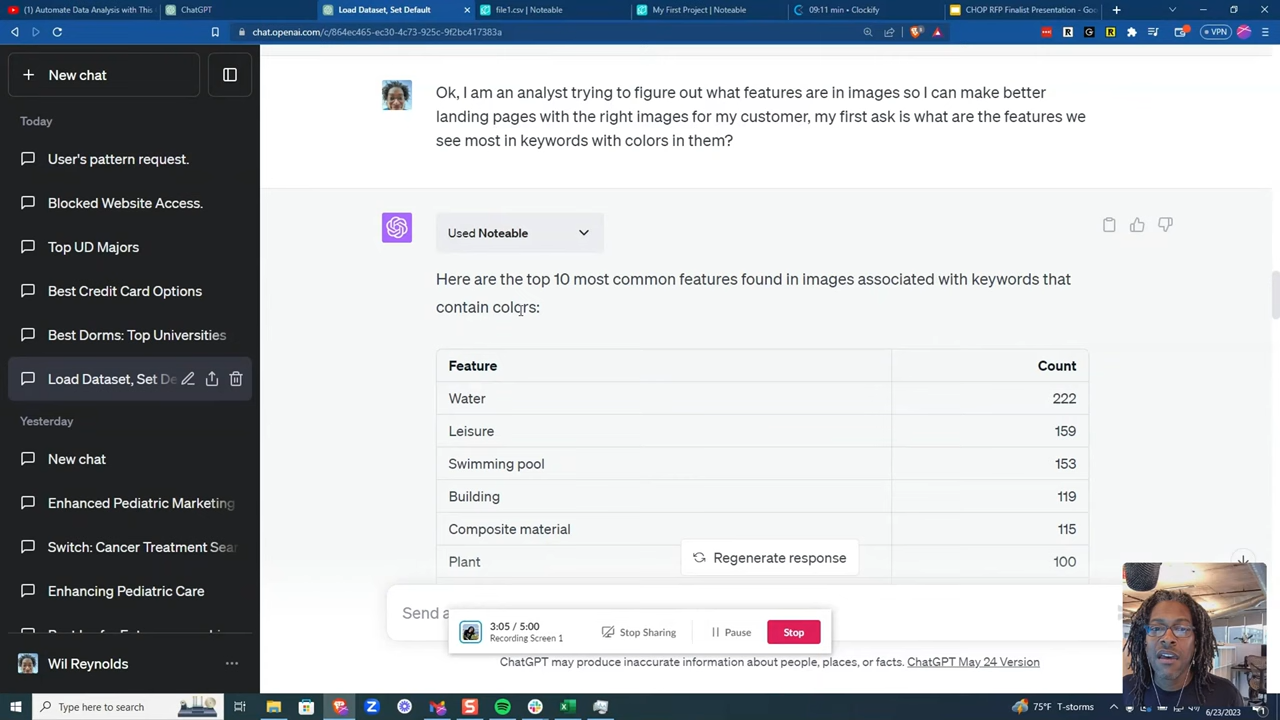 (1) Automate Data Analysis with This
ChatGPT
Load Dataset, Set Default
file1.csv | Noteable
My First Project | Noteable
09:11 min • Clockify
CHOP RFP Finalist Presentation - Goo
chat.openai.com/c/864ec465-ec30-4c73-925c-9f2bc417383a
VPN
New chat
Today
User's pattern request.
Blocked Website Access.
Top UD Majors
Best Credit Card Options
Best Dorms: Top Universities
Load Dataset, Set De
Yesterday
New chat
Enhanced Pediatric Marketing
Switch: Cancer Treatment Sear
Enhancing Pediatric Care
Wil Reynolds
Ok, I am an analyst trying to figure out what features are in images so I can make better
landing pages with the right images for my customer, my first ask is what are the features we
see most in keywords with colors in them?
Used Noteable
Here are the top 10 most common features found in images associated with keywords that
contain colors:
Feature Count
Water 222
Leisure 159
Swimming pool 153
Building 119
Composite material 115
Plant 100
Regenerate response
Send a
3:05 / 5:00
Recording Screen 1
Stop Sharing
Pause
Stop
ChatGPT may produce inaccurate information about people, places, or facts. ChatGPT May 24 Version
Type here to search
75°F T-storms
6/23/2023